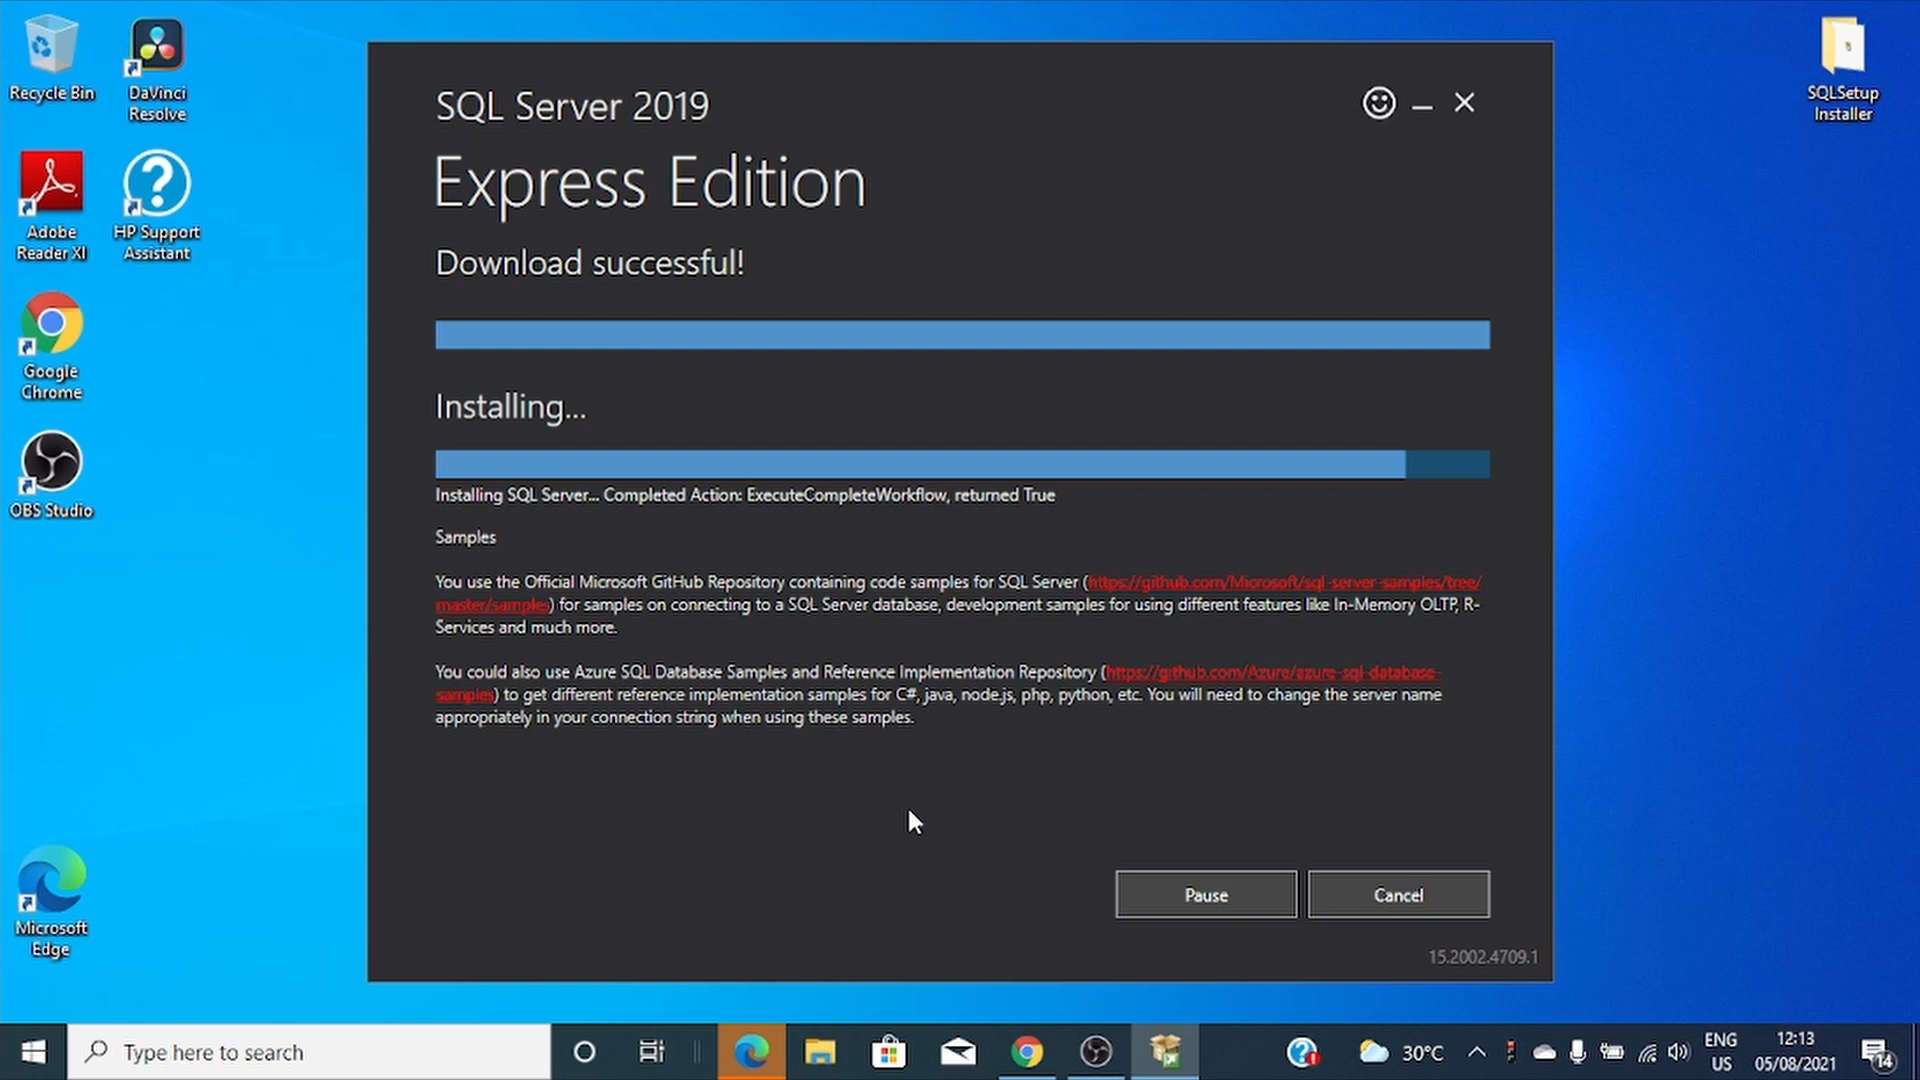 Recycle Bin
DaVinci
Resolve
Adobe
Reader XI
HP Support
Assistant
Google
Chrome
OBS Studio
Microsoft
Edge
SQL Server 2019
Express Edition
Download successful!
Installing...
Installing SQL Server... Completed Action: ExecuteCompleteWorkflow, returned True
Samples
You use the Official Microsoft GitHub Repository containing code samples for SQL Server (https://github.com/Microsoft/sql-server-samples/tree/
master/samples) for samples on connecting to a SQL Server database, development samples for using different features like In-Memory OLTP, R-
Services and much more.
You could also use Azure SQL Database Samples and Reference Implementation Repository (https://github.com/Azure/azure-sql-database-
samples) to get different reference implementation samples for C#, java, node.js, php, python, etc. You will need to change the server name
appropriately in your connection string when using these samples.
Pause
Cancel
15.2002.4709.1
SQLSetup
Installer
Type here to search
30°C
ENG
US
12:13
05/08/2021
14